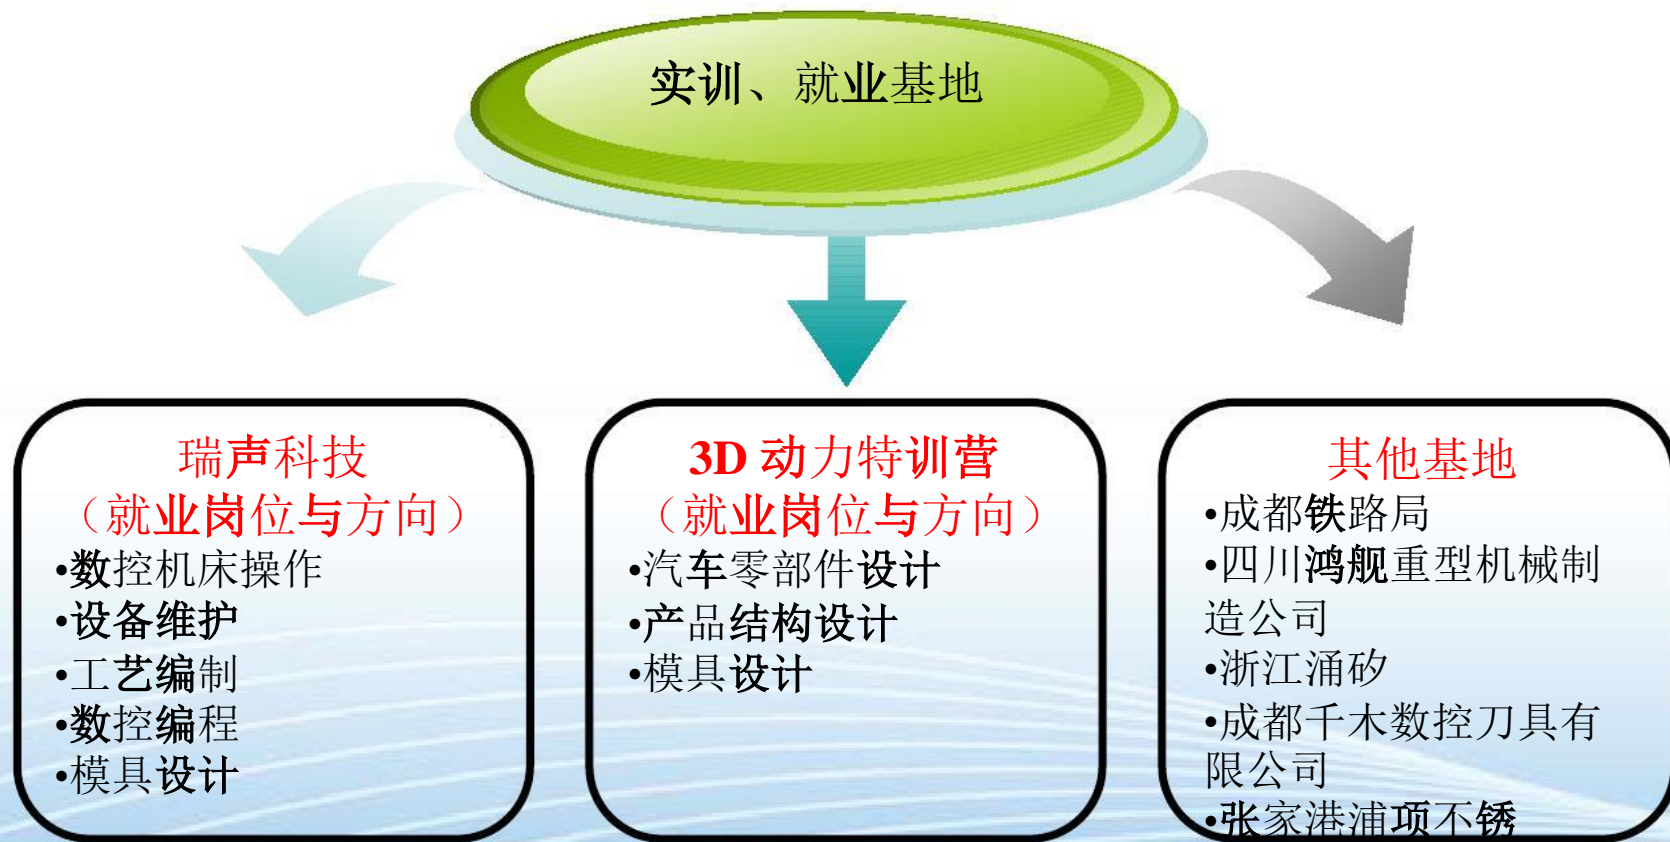 实训、就业基地
瑞声科技
（就业岗位与方向）
•数控机床操作
•设备维护
•工艺编制
•数控编程
•模具设计
3D 动力特训营
（就业岗位与方向）
•汽车零部件设计
•产品结构设计
•模具设计
其他基地
•成都铁路局
•四川鸿舰重型机械制
造公司
•浙江涌矽
•成都千木数控刀具有
限公司
•张家港浦项不锈